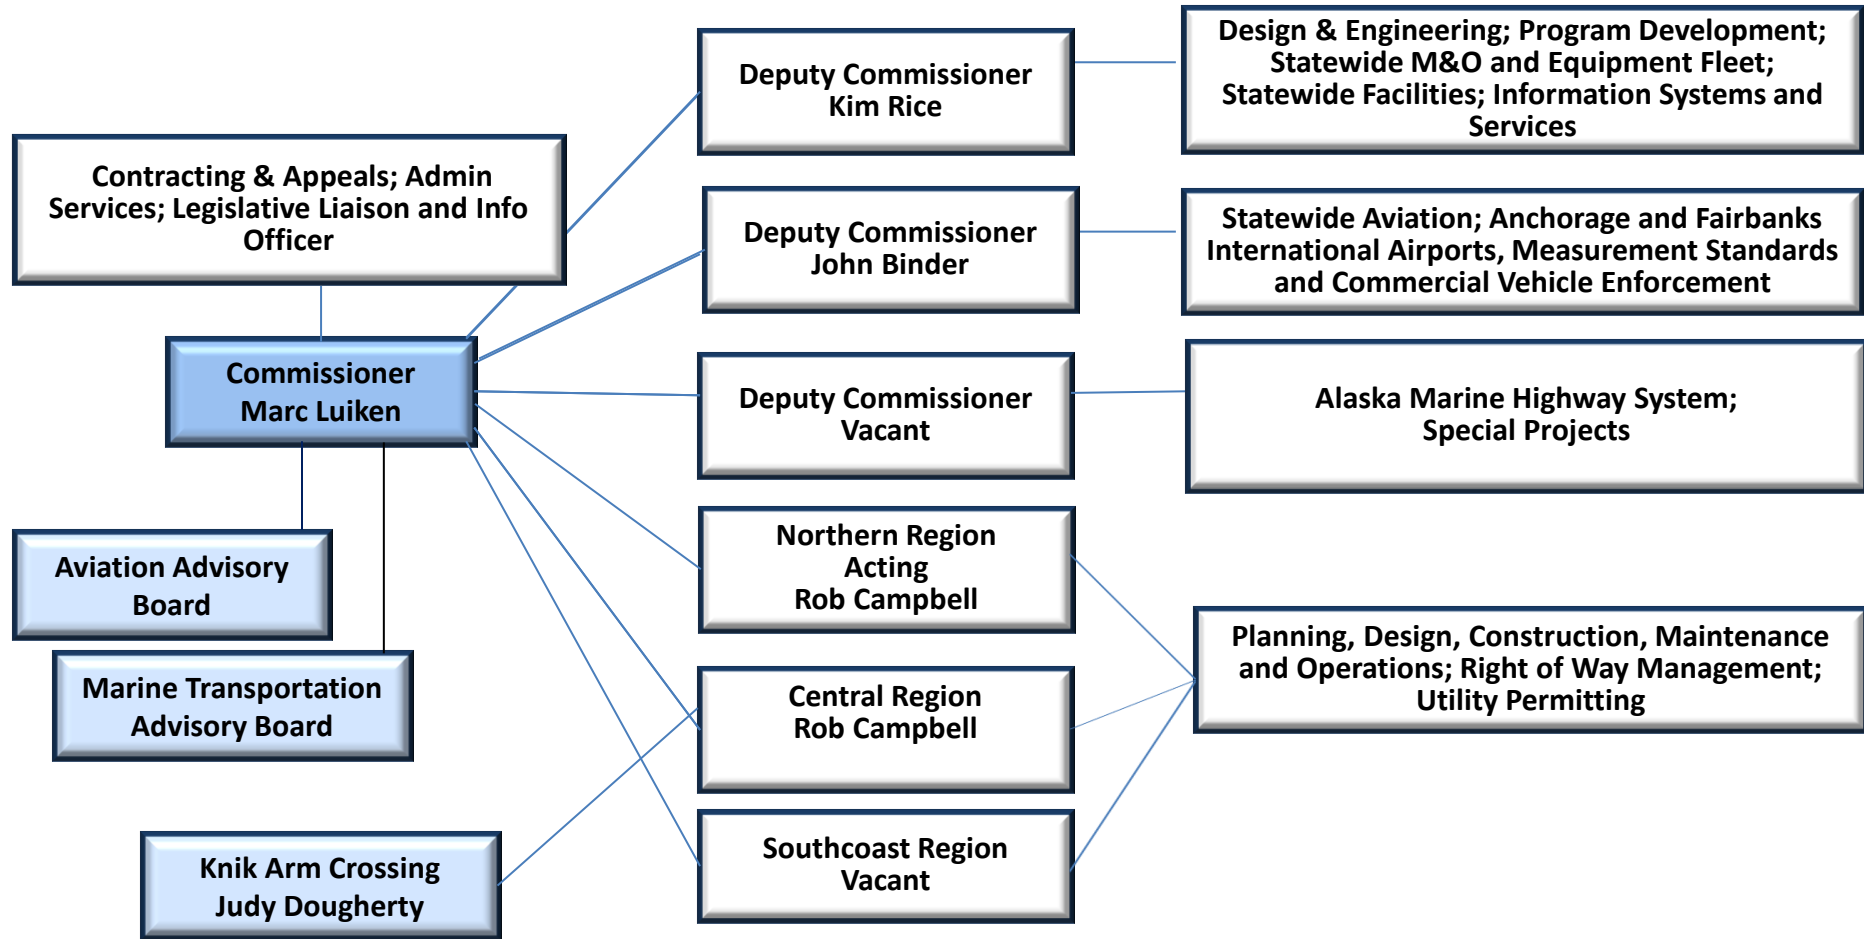 Contracting & Appeals; Admin
Services; Legislative Liaison and Info
Officer
Commissioner
Marc Luiken
Aviation Advisory
Board
Marine Transportation
Advisory Board
Knik Arm Crossing
Judy Dougherty
Deputy Commissioner
Kim Rice
Deputy Commissioner
John Binder
Deputy Commissioner
Vacant
Northern Region
Acting
Rob Campbell
Central Region
Rob Campbell
Southcoast Region
Vacant
Design & Engineering; Program Development;
Statewide M&O and Equipment Fleet;
Statewide Facilities; Information Systems and
Services
Statewide Aviation; Anchorage and Fairbanks
International Airports, Measurement Standards
and Commercial Vehicle Enforcement
Alaska Marine Highway System;
Special Projects
Planning, Design, Construction, Maintenance
and Operations; Right of Way Management;
Utility Permitting